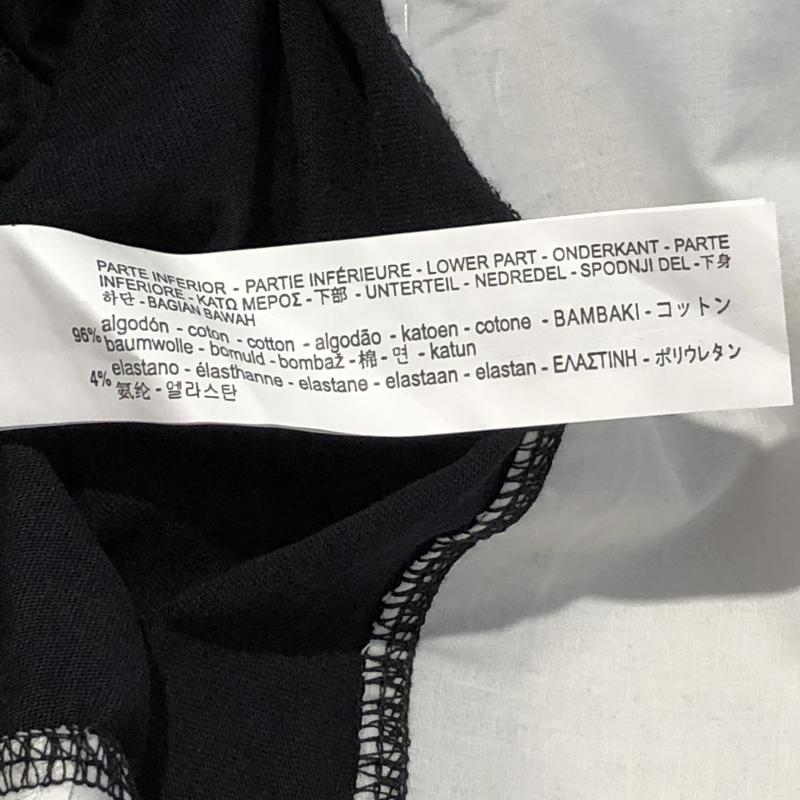 PARTE INFERIOR - PARTIE INFÉRIEURE - LOWER PART - ONDERKANT - PARTE
INFERIORE - ΚΑΤΩ ΜΕΡΟΣ - 下部 - UNTERTEIL - NEDREDEL - SPODNJI DEL -下身
하단 - BAGIAN BAWAH
96% algodón - coton - cotton - algodão - katoen - cotone - BAMBAKI - コットン
baumwolle - bomuld - bombaž - 棉 - 면 - katun
4% elastano - élasthanne - elastane - elastaan - elastan - ΕΛΑΣΤΙΝΗ - ポリウレタン
氨纶 - 엘라스탄